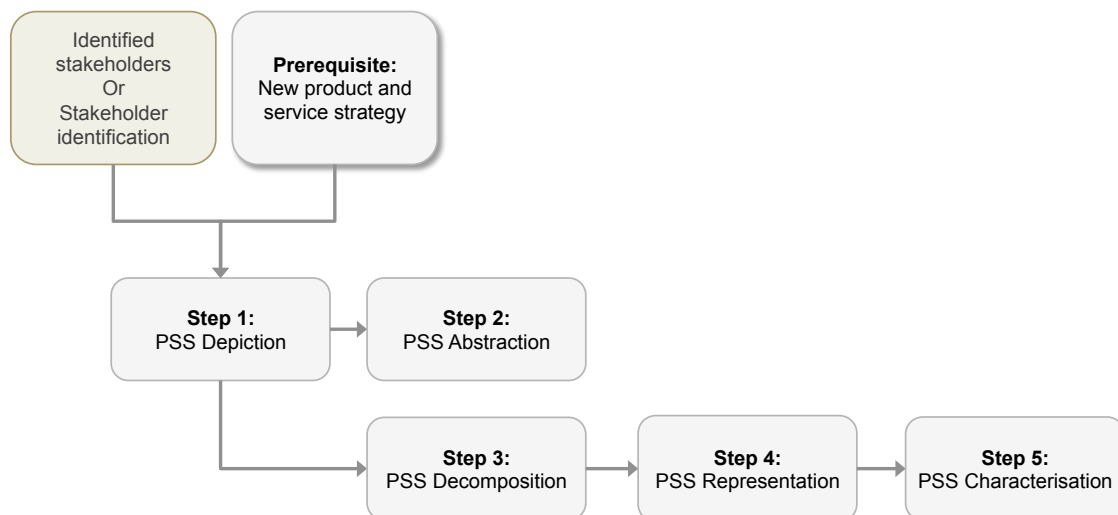 Identified
stakeholders
Or
Stakeholder
identification
Prerequisite:
New product and
service strategy
Step 1:
PSS Depiction
Step 2:
PSS Abstraction
Step 3:
PSS Decomposition
Step 4:
PSS Representation
Step 5:
PSS Characterisation